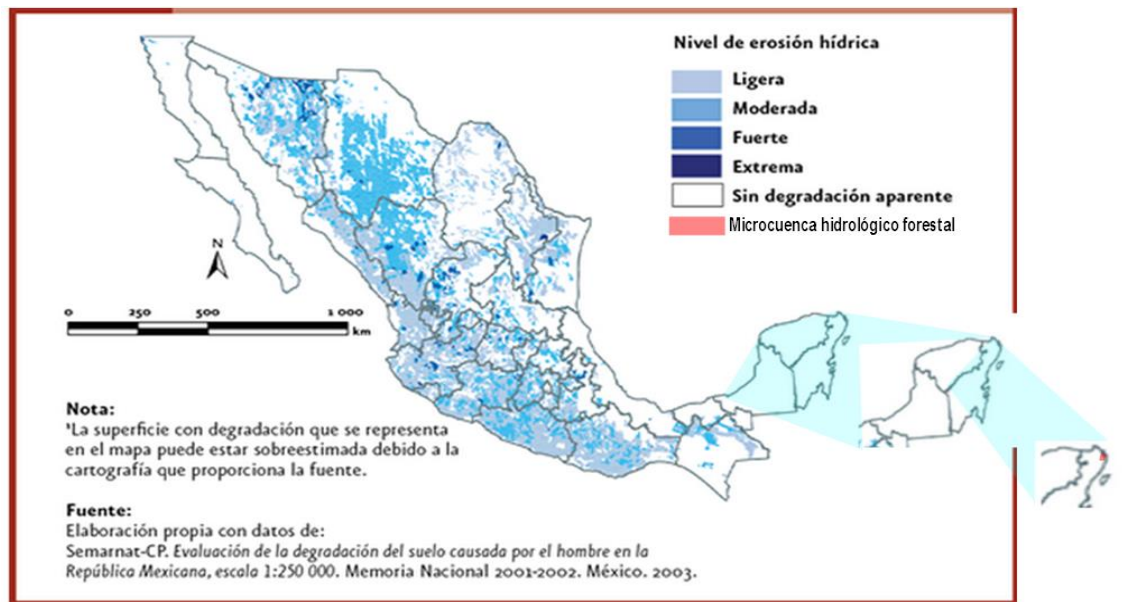 Nivel de erosión hídrica
Ligera
Moderada
Fuerte
Extrema
Sin degradación aparente
Microcuenca hidrológico forestal
N
0 250 500 1 000
km
Nota:
¹La superficie con degradación que se representa
en el mapa puede estar sobreestimada debido a la
cartografía que proporciona la fuente.
Fuente:
Elaboración propia con datos de:
Semarnat-CP. Evaluación de la degradación del suelo causada por el hombre en la
República Mexicana, escala 1:250 000. Memoria Nacional 2001-2002. México. 2003.